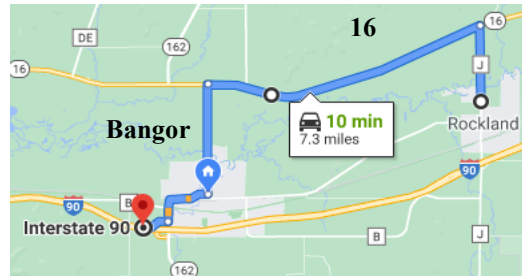 16
DE
162
16
16
J
Bangor
10 min
7.3 miles
Rockland
90
90
B
Interstate 90
B
J
162